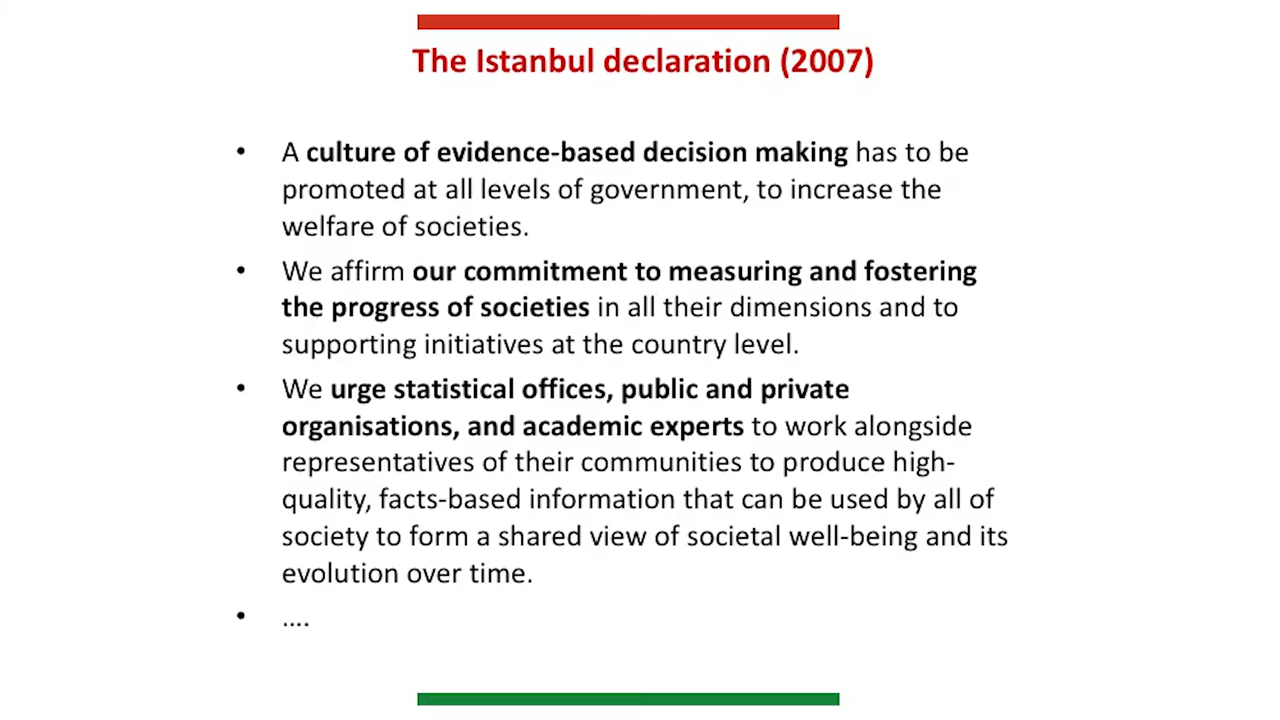 The Istanbul declaration (2007)
• A culture of evidence-based decision making has to be
promoted at all levels of government, to increase the
welfare of societies.
• We affirm our commitment to measuring and fostering
the progress of societies in all their dimensions and to
supporting initiatives at the country level.
• We urge statistical offices, public and private
organisations, and academic experts to work alongside
representatives of their communities to produce high-
quality, facts-based information that can be used by all of
society to form a shared view of societal well-being and its
evolution over time.
• ....